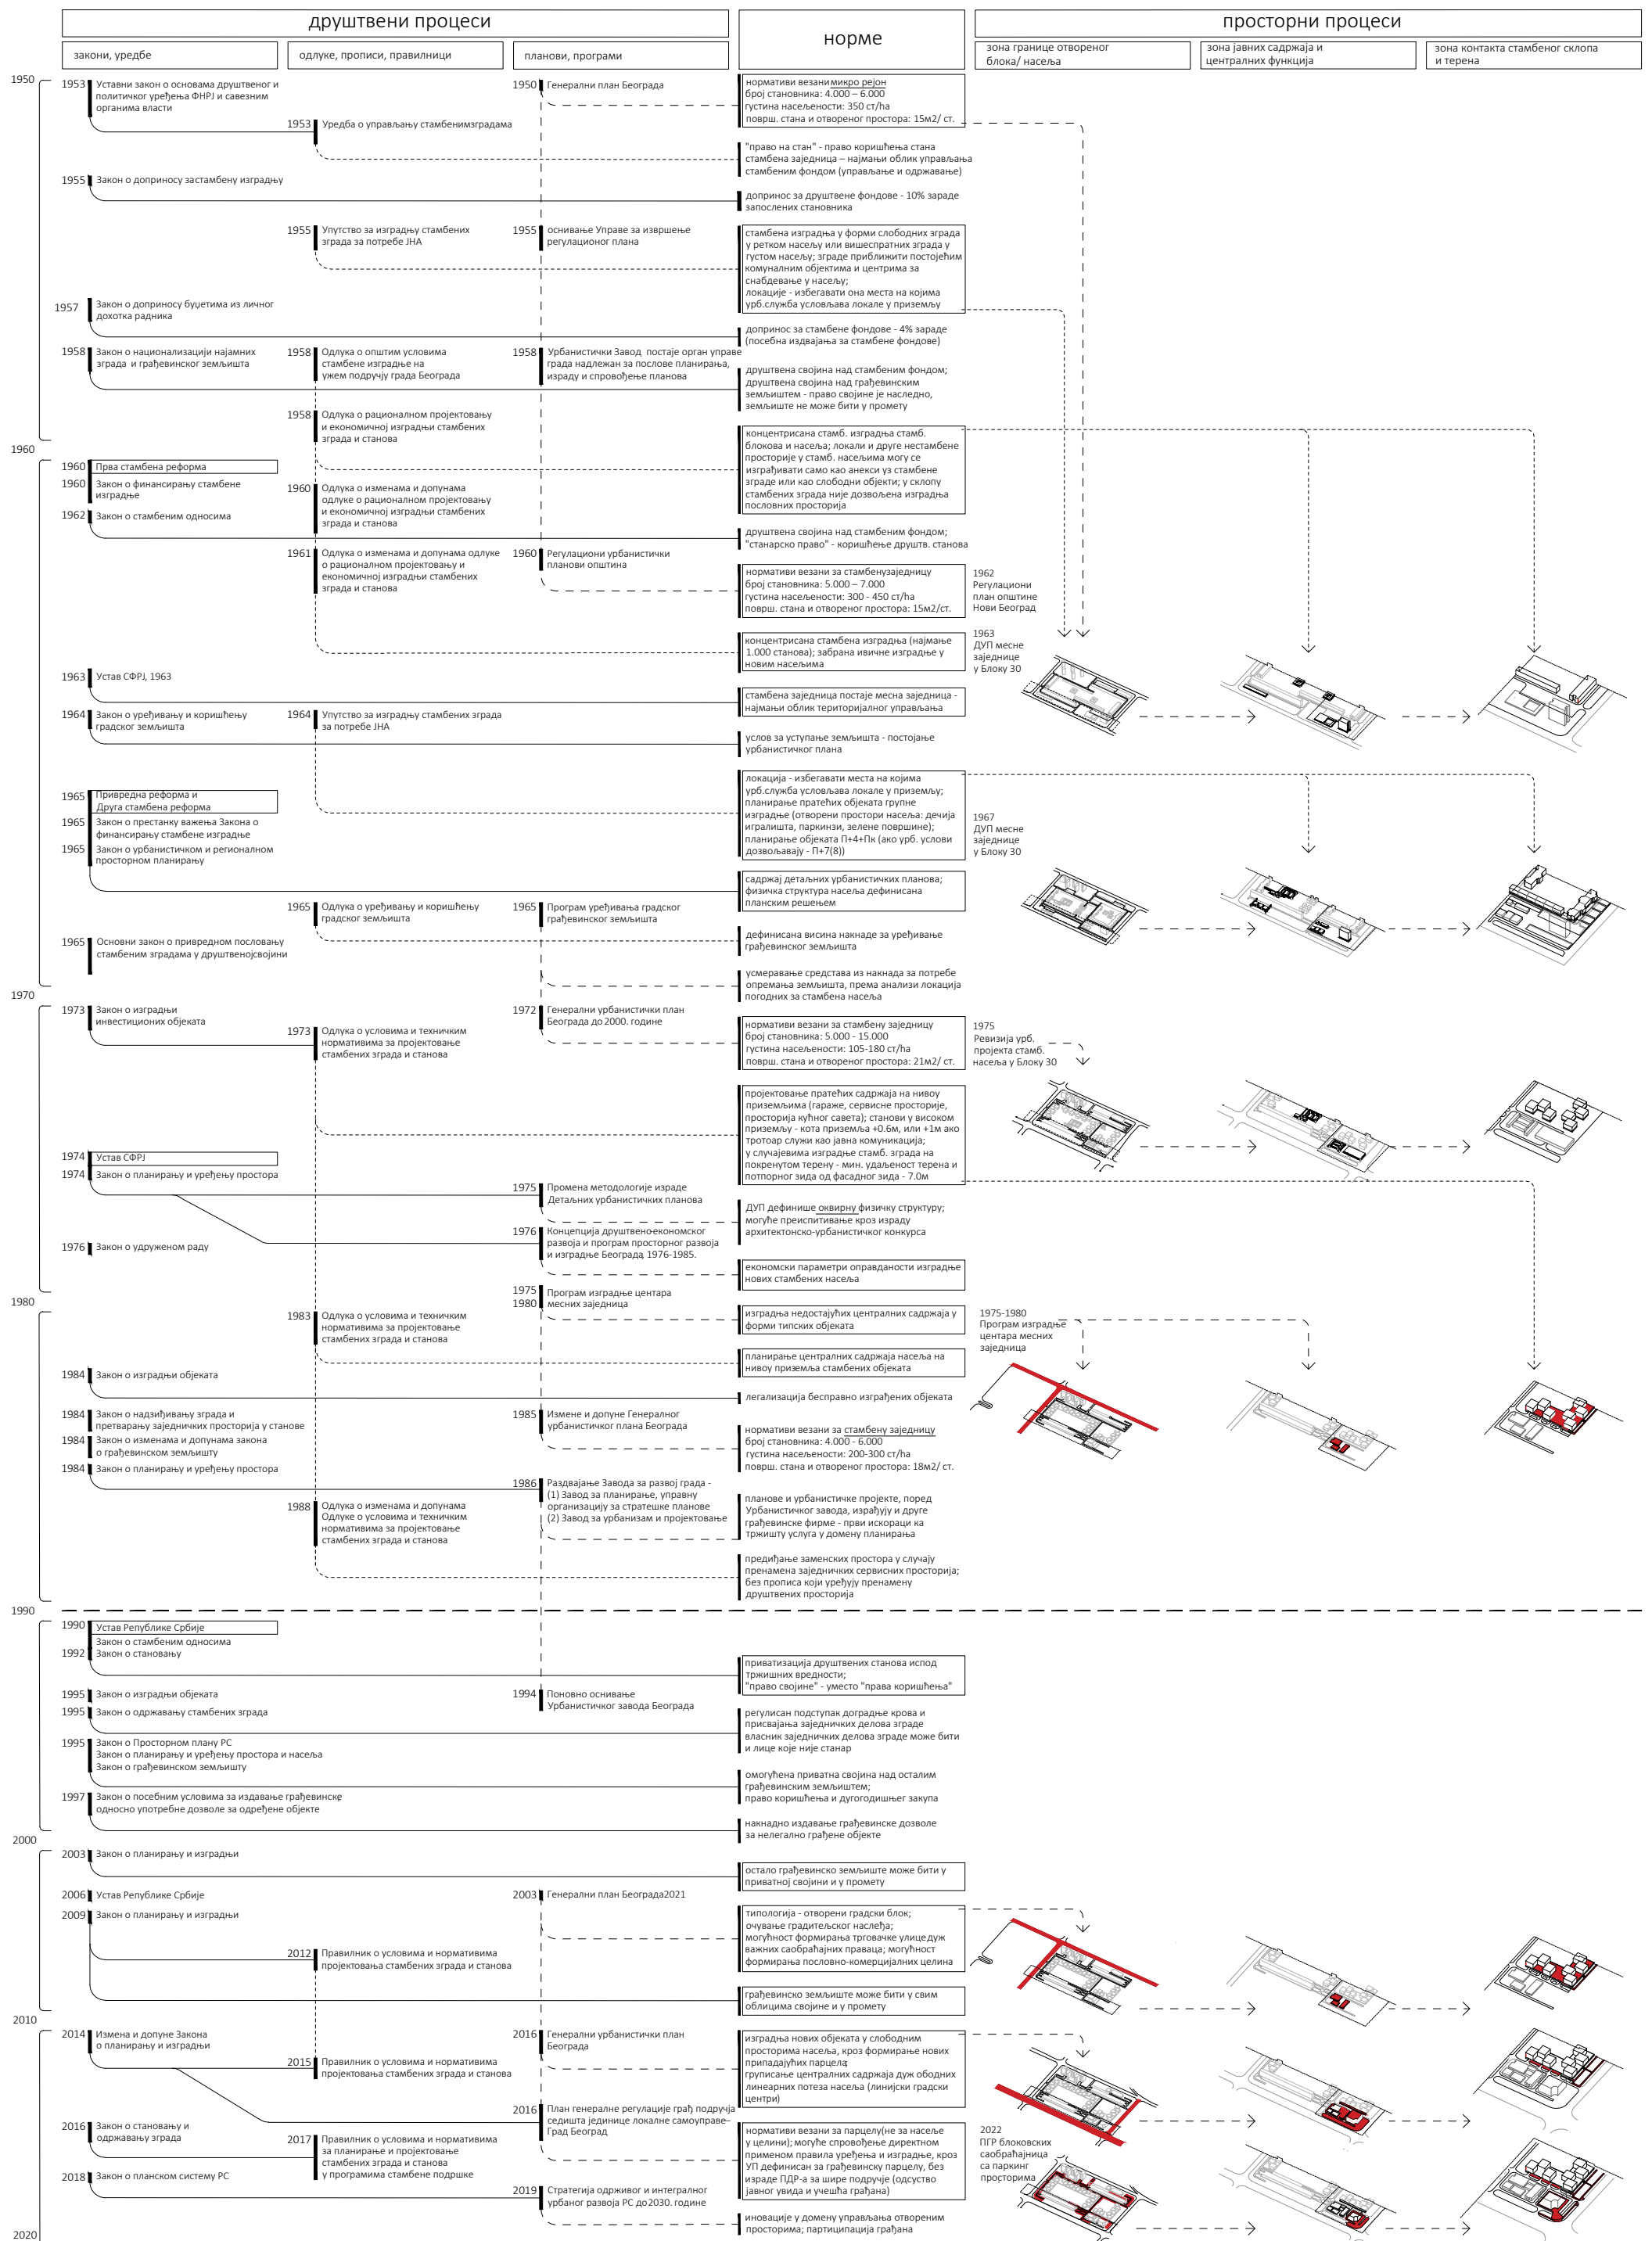 друштвени процеси
норме
просторни процеси
закони, уредбе
одлуке, прописи, правилници
планови, програми
зона границе отвореног
блока/ насеља
зона јавних садржаја и
централних функција
зона контакта стамбеног склопа
и терена
1950
1953 Уставни закон о основама друштвеног и
политичког уређења ФНРЈ и савезним
органима власти
1950 Генерални план Београда
нормативи везани микро рејон
број становника: 4.000 – 6.000
густина насељености: 350 ст/ha
површ. стана и отвореног простора: 15м2/ ст.
1953 Уредба о управљању стамбенимзградама
"право на стан" - право коришћења стана
стамбена заједница – најмањи облик управљања
стамбеним фондом (управљање и одржавање)
1955 Закон о доприносу застамбену изградњу
допринос за друштвене фондове - 10% зараде
запослених становника
1955 Упутство за изградњу стамбених
зграда за потребе ЈНА
1955 оснивање Управе за извршење
регулационог плана
стамбена изградња у форми слободних зграда
у ретком насељу или вишеспратних зграда у
густом насељу; зграде приближити постојећим
комуналним објектима и центрима за
снабдевање у насељу;
локације - избегавати она места на којима
урб.служба условљава локале у приземљу
1957 Закон о доприносу буџетима из личног
дохотка радника
допринос за стамбене фондове - 4% зараде
(посебна издвајања за стамбене фондове)
1958 Закон о национализацији најамних
зграда и грађевинског земљишта
1958 Одлука о општим условима
стамбене изградње на
ужем подручју града Београда
1958 Урбанистички Завод постаје орган управе
града надлежан за послове планирања,
израду и спровођење планова
друштвена својина над стамбеним фондом;
друштвена својина над грађевинским
земљиштем - право својине је наследно,
земљиште не може бити у промету
1958 Одлука о рационалном пројектовању
и економичној изградњи стамбених
зграда и станова
концентрисана стамб. изградња стамб.
блокова и насеља; локали и друге нестамбене
просторије у стамб. насељима могу се
изграђивати само као анекси уз стамбене
зграде или као слободни објекти; у склопу
стамбених зграда није дозвољена изградња
пословних просторија
1960
1960 Прва стамбена реформа
1960 Закон о финансирању стамбене
изградње
1960 Одлука о изменама и допунама
одлуке о рационалном пројектовању
и економичној изградњи стамбених
зграда и станова
1962 Закон о стамбеним односима
друштвена својина над стамбеним фондом;
"станарско право" - коришћење друштв. станова
1961 Одлука о изменама и допунама одлуке
о рационалном пројектовању и
економичној изградњи стамбених
зграда и станова
1960 Регулациони урбанистички
планови општина
нормативи везани за стамбенузаједницу
број становника: 5.000 – 7.000
густина насељености: 300 - 450 ст/ha
површ. стана и отвореног простора: 15м2/ст.
1962
Регулациони
план општине
Нови Београд
концентрисана стамбена изградња (најмање
1.000 станова); забрана ивичне изградње у
новим насељима
1963
ДУП месне
заједнице
у Блоку 30
1963 Устав СФРЈ, 1963
стамбена заједница постаје месна заједница -
најмањи облик територијалног управљања
1964 Закон о уређивању и коришћењу
градског земљишта
1964 Упутство за изградњу стамбених зграда
за потребе ЈНА
услов за уступање земљишта - постојање
урбанистичког плана
локација - избегавати места на којима
урб.служба условљава локале у приземљу;
планирање пратећих објеката групне
изградње (отворени простори насеља: дечија
игралишта, паркинзи, зелене површине);
планирање објеката П+4+Пк (ако урб. услови
дозвољавају - П+7(8))
1965 Привредна реформа и
Друга стамбена реформа
1965 Закон о престанку важења Закона о
финансирању стамбене изградње
1965 Закон о урбанистичком и регионалном
просторном планирању
1967
ДУП месне
заједнице
у Блоку 30
садржај детаљних урбанистичких планова;
физичка структура насеља дефинисана
планским решењем
1965 Одлука о уређивању и коришћењу
градског земљишта
1965 Програм уређивања градског
грађевинског земљишта
дефинисана висина накнаде за уређивање
грађевинског земљишта
1965 Основни закон о привредном пословању
стамбеним зградама у друштвенојсвојини
усмеравање средстава из накнада за потребе
опремања земљишта, према анализи локација
погодних за стамбена насеља
1970
1973 Закон о изградњи
инвестиционих објеката
1973 Одлука о условима и техничким
нормативима за пројектовање
стамбених зграда и станова
1972 Генерални урбанистички план
Београда до 2000. године
нормативи везани за стамбену заједницу
број становника: 5.000 - 15.000
густина насељености: 105-180 ст/ha
површ. стана и отвореног простора: 21м2/ ст.
1975
Ревизија урб.
пројекта стамб.
насеља у Блоку 30
пројектовање пратећих садржаја на нивоу
приземљима (гараже, сервисне просторије,
просторија кућног савета); станови у високом
приземљу - кота приземља +0.6м, или +1м ако
тротоар служи као јавна комуникација;
у случајевима изградње стамб. зграда на
покренутом терену - мин. удаљеност терена и
потпорног зида од фасадног зида - 7.0м
1974 Устав СФРЈ
1974 Закон о планирању и уређењу простора
1975 Промена методологије израде
Детаљних урбанистичких планова
ДУП дефинише оквирну физичку структуру;
могуће преиспитивање кроз израду
архитектонско-урбанистичког конкурса
1976 Закон о удруженом раду
1976 Концепција друштвеноекономског
развоја и програм просторног развоја
и изградње Београда, 1976-1985.
економски параметри оправданости изградње
нових стамбених насеља
1975
1980
Програм изградње центара
месних заједница
1980
изградња недостајућих централних садржаја у
форми типских објеката
1975-1980
Програм изградње
центара месних
заједница
1983 Одлука о условима и техничким
нормативима за пројектовање
стамбених зграда и станова
планирање централних садржаја насеља на
нивоу приземља стамбених објеката
1984 Закон о изградњи објеката
легализација бесправно изграђених објеката
1984 Закон о надзиђивању зграда и
претварању заједничких просторија у станове
1984 Закон о изменама и допунама закона
о грађевинском земљишту
1985 Измене и допуне Генералног
урбанистичког плана Београда
нормативи везани за стамбену заједницу
број становника: 4.000 - 6.000
густина насељености: 200-300 ст/ha
површ. стана и отвореног простора: 18м2/ ст.
1984 Закон о планирању и уређењу простора
1986 Раздвајање Завода за развој града -
(1) Завод за планирање, управну
организацију за стратешке планове
(2) Завод за урбанизам и пројектовање
1988 Одлука о изменама и допунама
Одлуке о условима и техничким
нормативима за пројектовање
стамбених зграда и станова
планове и урбанистичке пројекте, поред
Урбанистичког завода, израђују и друге
грађевинске фирме - први искораци ка
тржишту услуга у домену планирања
предиђање заменских простора у случају
пренамена заједничких сервисних просторија;
без прописа који уређују пренамену
друштвених просторија
1990
1990 Устав Републике Србије
Закон о стамбеним односима
1992 Закон о становању
приватизација друштвених станова испод
тржишних вредности;
"право својине" - уместо "права коришћења"
1995 Закон о изградњи објеката
1994 Поновно оснивање
Урбанистичког завода Београда
1995 Закон о одржавању стамбених зграда
регулисан подступак доградње крова и
присвајања заједничких делова зграде
власник заједничких делова зграде може бити
и лице које није станар
1995 Закон о Просторном плану РС
Закон о планирању и уређењу простора и насеља
Закон о грађевинском земљишту
омогућена приватна својина над осталим
грађевинским земљиштем;
право коришћења и дугогодишњег закупа
1997 Закон о посебним условима за издавање грађевинске,
односно употребне дозволе за одређене објекте
накнадно издавање грађевинске дозволе
за нелегално грађене објекте
2000
2003 Закон о планирању и изградњи
остало грађевинско земљиште може бити у
приватној својини и у промету
2006 Устав Републике Србије
2003 Генерални план Београда2021
2009 Закон о планирању и изградњи
типологија - отворени градски блок;
очување градитељског наслеђа;
могућност формирања трговачке улицедуж
важних саобраћајних праваца; могућност
формирања пословно-комерцијалних целина
2012 Правилник о условима и нормативима
пројектовања стамбених зграда и станова
грађевинско земљиште може бити у свим
облицима својине и у промету
2010
2014 Измена и допуне Закона
о планирању и изградњи
2016 Генерални урбанистички план
Београда
изградња нових објеката у слободним
просторима насеља, кроз формирање нових
припадајућих парцела;
груписање централних садржаја дуж ободних
линеарних потеза насеља (линијски градски
центри)
2015 Правилник о условима и нормативима
пројектовања стамбених зграда и станова
2016 План генералне регулације грађ подручја
седишта јединице локалне самоуправе–
Град Београд
2016 Закон о становању и
одржавању зграда
2017 Правилник о условима и нормативима
за планирање и пројектовање
стамбених зграда и станова
у програмима стамбене подршке
нормативи везани за парцелу(не за насеље
у целини); могуће спровођење директном
применом правила уређења и изградње, кроз
УП дефинисан за грађевинску парцелу, без
израде ПДР-а за шире подручје (одсуство
јавног увида и учешћа грађана)
2022
ПГР блоковских
саобраћајница
са паркинг
просторима
2018 Закон о планском систему РС
2019 Стратегија одрживог и интегралног
урбаног развоја РС до2030. године
иновације у домену управљања отвореним
просторима; партиципација грађана
2020